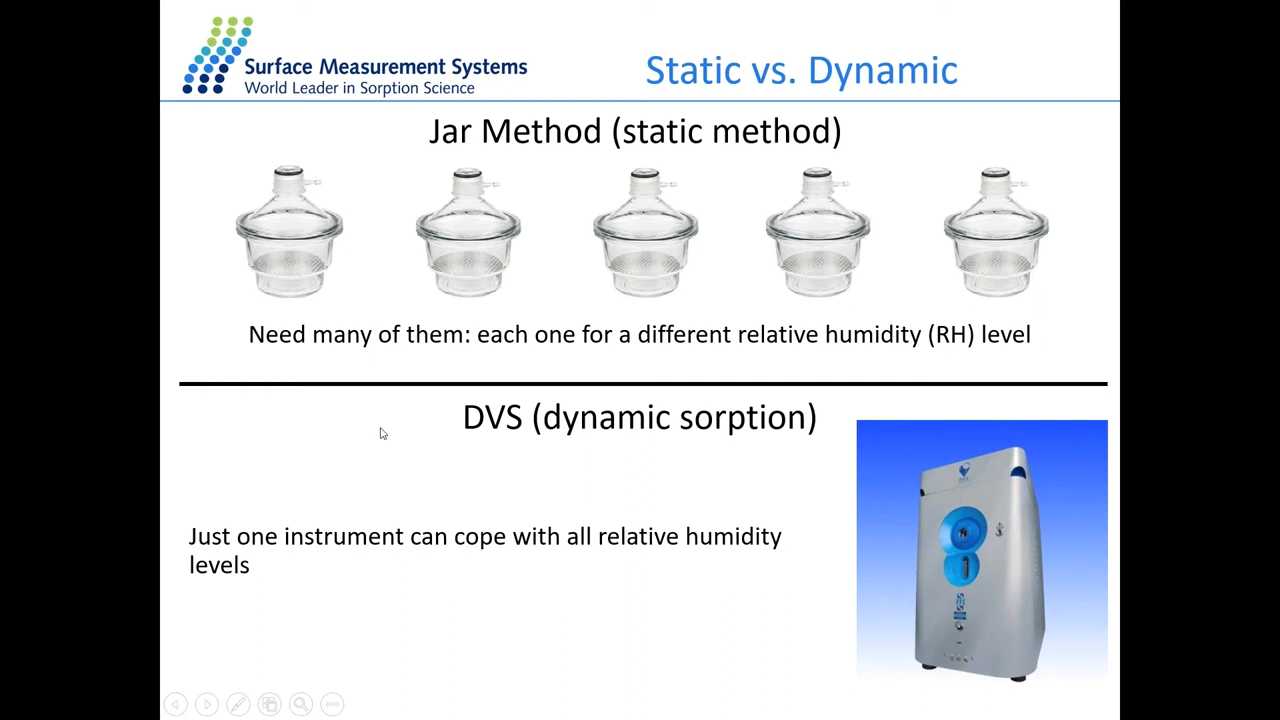 Surface Measurement Systems
World Leader in Sorption Science
Static vs. Dynamic
Jar Method (static method)
Need many of them: each one for a different relative humidity (RH) level
DVS (dynamic sorption)
Just one instrument can cope with all relative humidity
levels